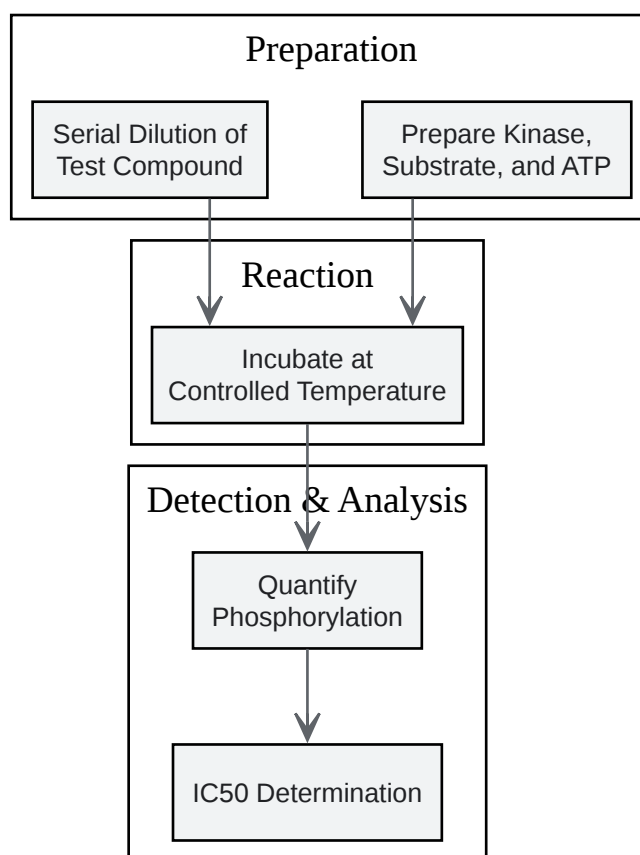 Preparation
Serial Dilution of
Test Compound
Prepare Kinase,
Substrate, and ATP
Reaction
Incubate at
Controlled Temperature
Detection & Analysis
Quantify
Phosphorylation
IC50 Determination